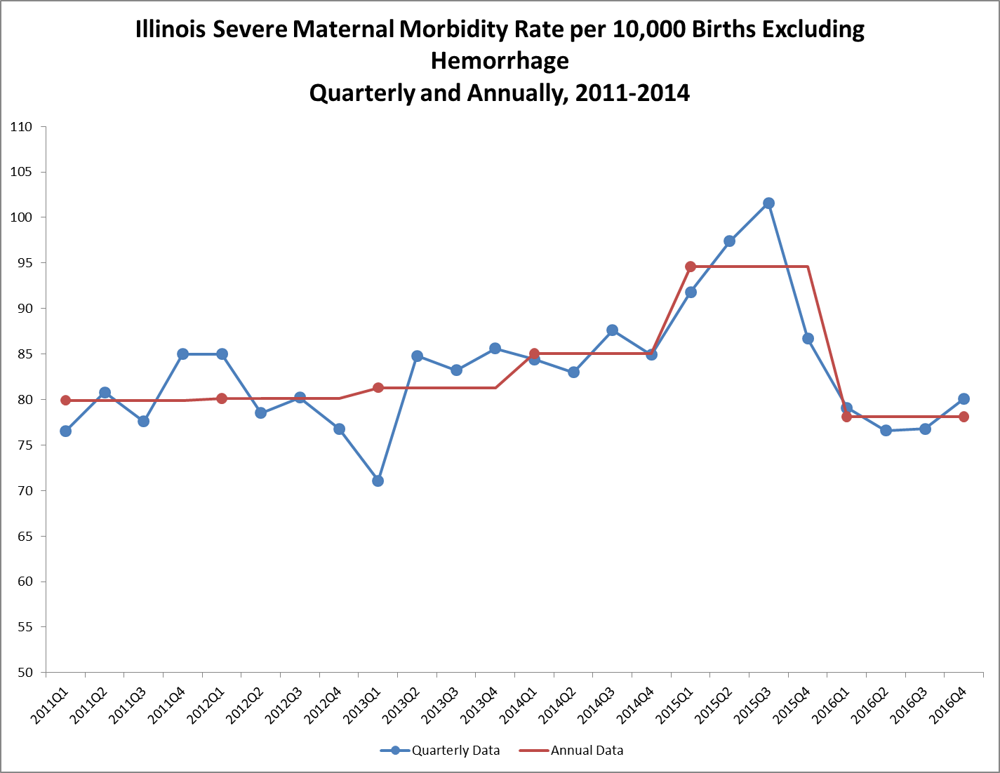 Illinois Severe Maternal Morbidity Rate per 10,000 Births Excluding
Hemorrhage
Quarterly and Annually, 2011-2014
110
105
100
95
90
85
80
75
70
65
60
55
50
2011Q1
2011Q2
2011Q3
2011Q4
2012Q1
2012Q2
2012Q3
2012Q4
2013Q1
2013Q2
2013Q3
2013Q4
2014Q1
2014Q2
2014Q3
2014Q4
2015Q1
2015Q2
2015Q3
2015Q4
2016Q1
2016Q2
2016Q3
2016Q4
Quarterly Data
Annual Data